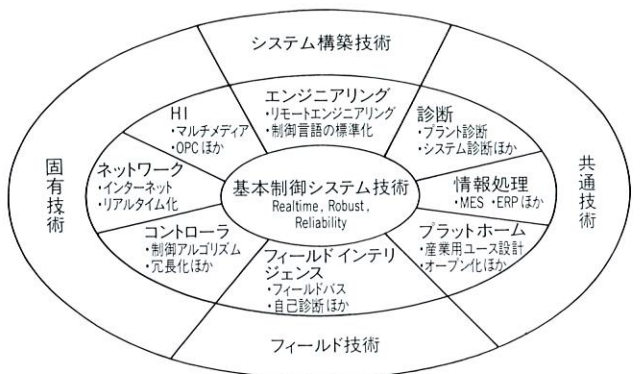 システム構築技術
エンジニアリング
・リモートエンジニアリング
・制御言語の標準化
HI
・マルチメディア
・OPCほか
診断
・プラント診断
・システム診断ほか
固有技術
ネットワーク
・インターネット
・リアルタイム化
基本制御システム技術
Realtime, Robust,
Reliability
情報処理
・MES ・ERPほか
共通技術
コントローラ
・制御アルゴリズム
・冗長化ほか
フィールドインテリ
ジェンス
・フィールドバス
・自己診断ほか
プラットホーム
・産業用ユース設計
・オープン化ほか
フィールド技術